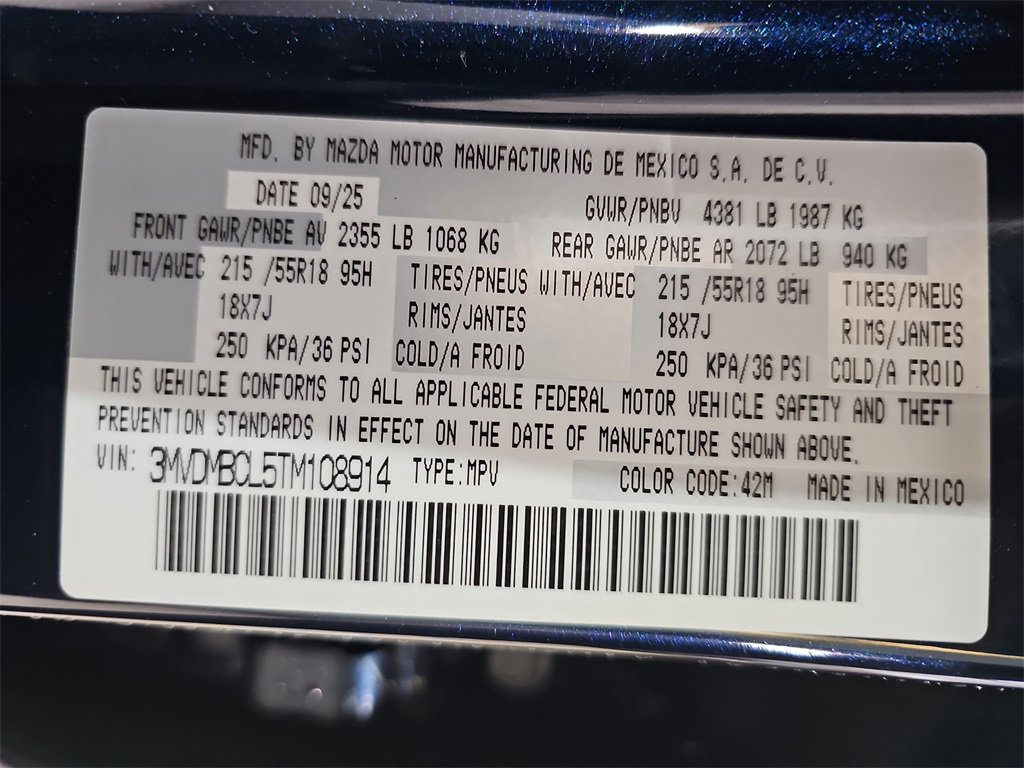 MFD. BY MAZDA MOTOR MANUFACTURING DE MEXICO S.A. DE C.V.
DATE 09/25 GVWR/PNBV 4381 LB 1987 KG
FRONT GAWR/PNBE AV 2355 LB 1068 KG REAR GAWR/PNBE AR 2072 LB 940 KG
WITH/AVEC 215 /55R18 95H TIRES/PNEUS WITH/AVEC 215 /55R18 95H TIRES/PNEUS
18X7J RIMS/JANTES 18X7J RIMS/JANTES
250 KPA/36 PSI COLD/A FROID 250 KPA/36 PSI COLD/A FROID
THIS VEHICLE CONFORMS TO ALL APPLICABLE FEDERAL MOTOR VEHICLE SAFETY AND THEFT
PREVENTION STANDARDS IN EFFECT ON THE DATE OF MANUFACTURE SHOWN ABOVE.
VIN: 3MVDMBCL5TM108914 TYPE:MPV COLOR CODE:42M MADE IN MEXICO